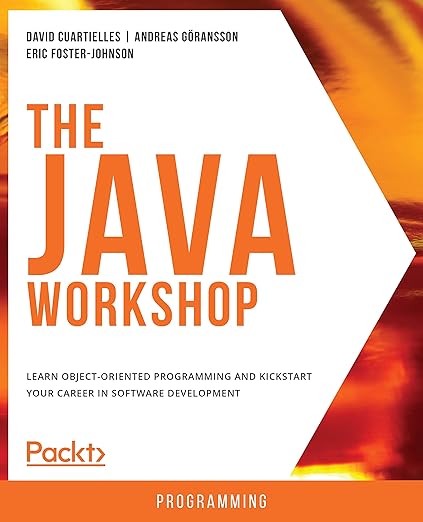 DAVID CUARTIELLES | ANDREAS GÖRANSSON
ERIC FOSTER-JOHNSON
THE
JAVA
WORKSHOP
LEARN OBJECT-ORIENTED PROGRAMMING AND KICKSTART
YOUR CAREER IN SOFTWARE DEVELOPMENT
Packt>
PROGRAMMING